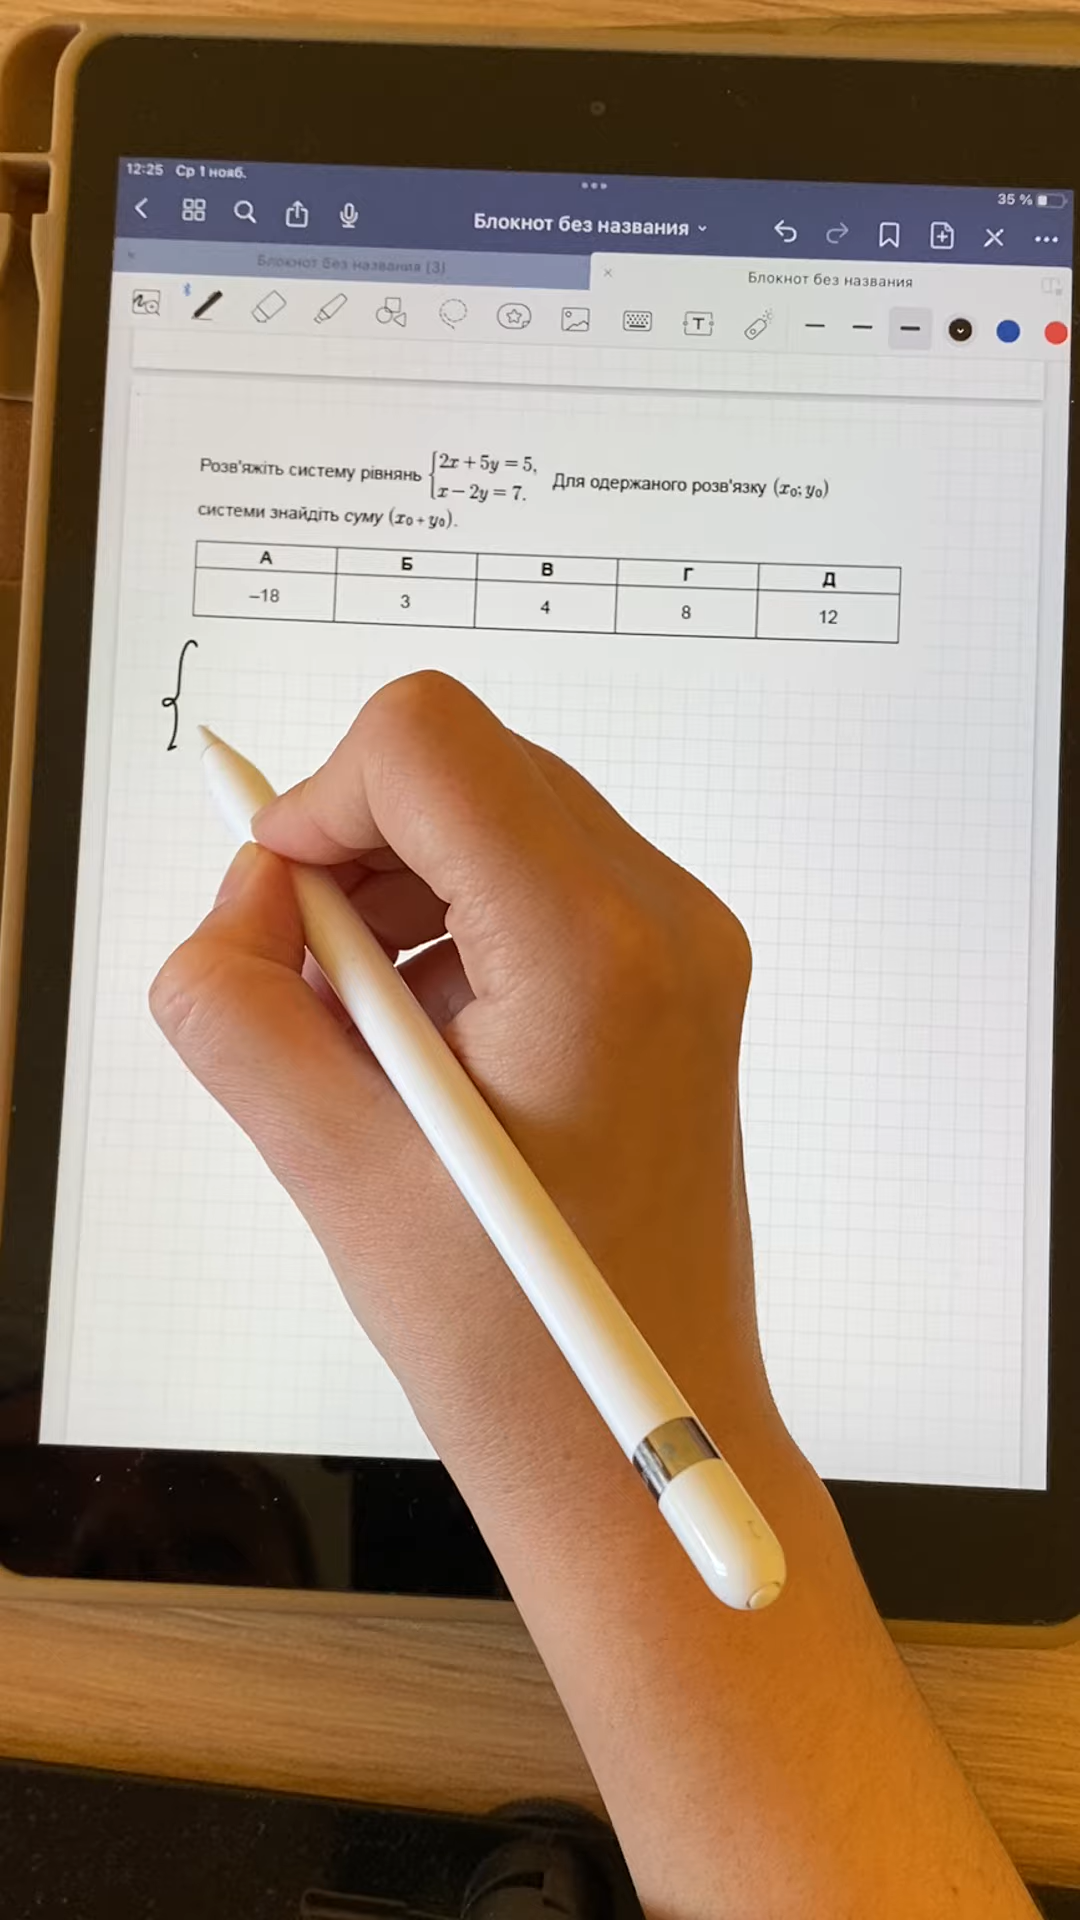 12:25 Ср 1 нояб.
35 %
Блокнот без названия
Блокнот без названия (3)
Блокнот без названия
T
Розв'яжіть систему рівнянь {2x + 5y = 5, x − 2y = 7. Для одержаного розв'язку (x₀; y₀)
системи знайдіть суму (x₀ + y₀).
А Б В Г Д
–18 3 4 8 12
{